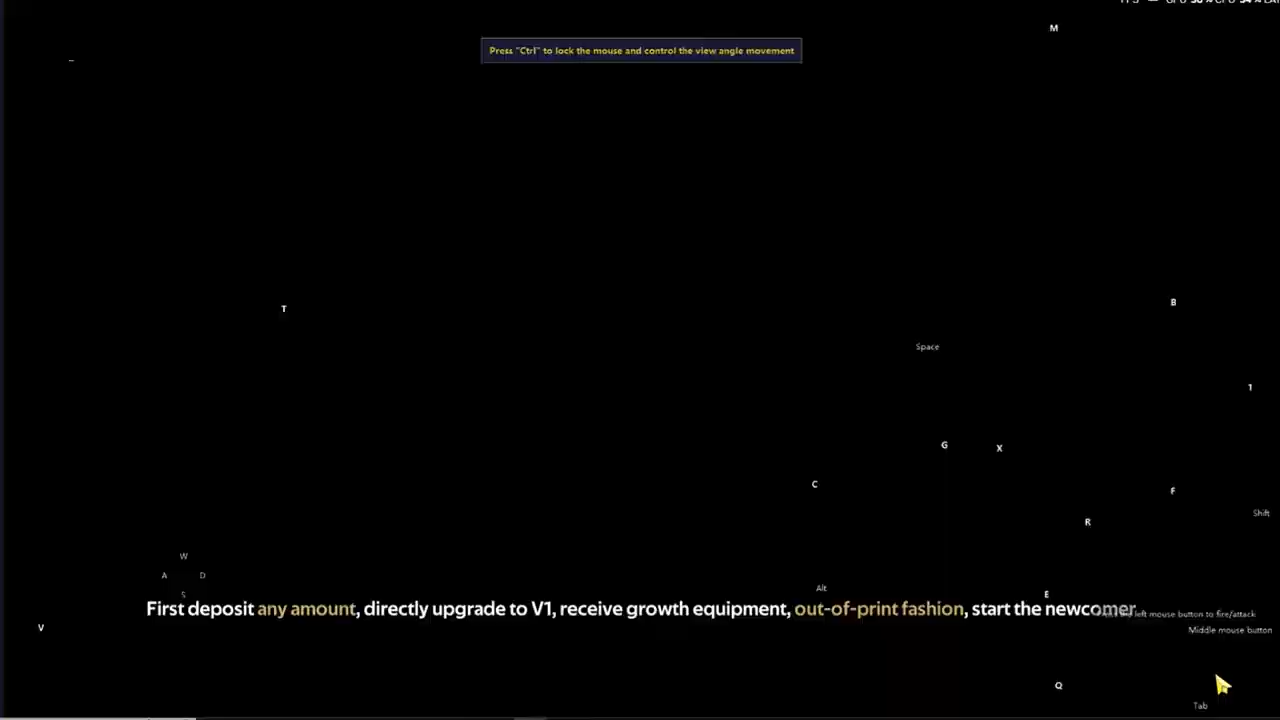 M
Press "Ctrl" to lock the mouse and control the view angle movement
T
B
Space
1
G
X
C
F
Shift
R
W
A
D
S
Alt
E
First deposit any amount, directly upgrade to V1, receive growth equipment, out-of-print fashion, start the newcomer
the left mouse button to fire/attack
V
Middle mouse button
Q
Tab